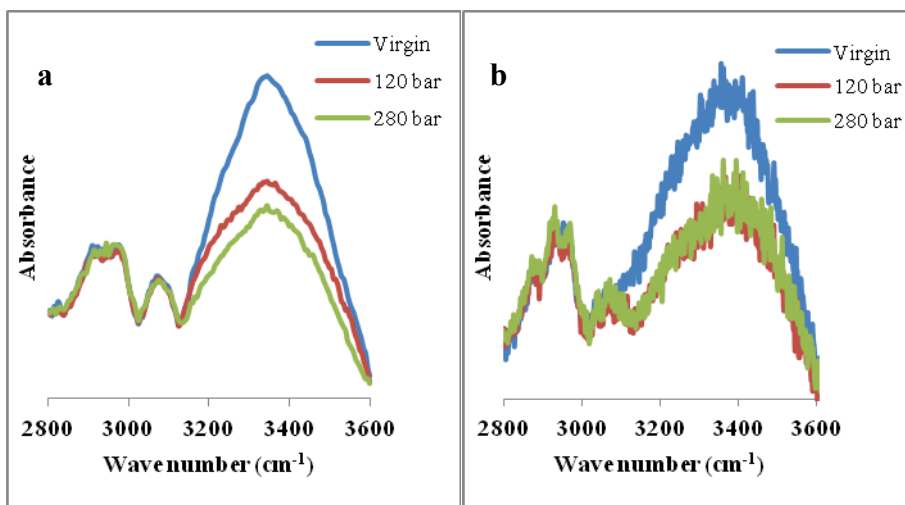 a
Virgin
120 bar
280 bar
Absorbance
2800 3000 3200 3400 3600
Wave number (cm-1)
b
Virgin
120 bar
280 bar
Absorbance
2800 3000 3200 3400 3600
Wave number (cm-1)